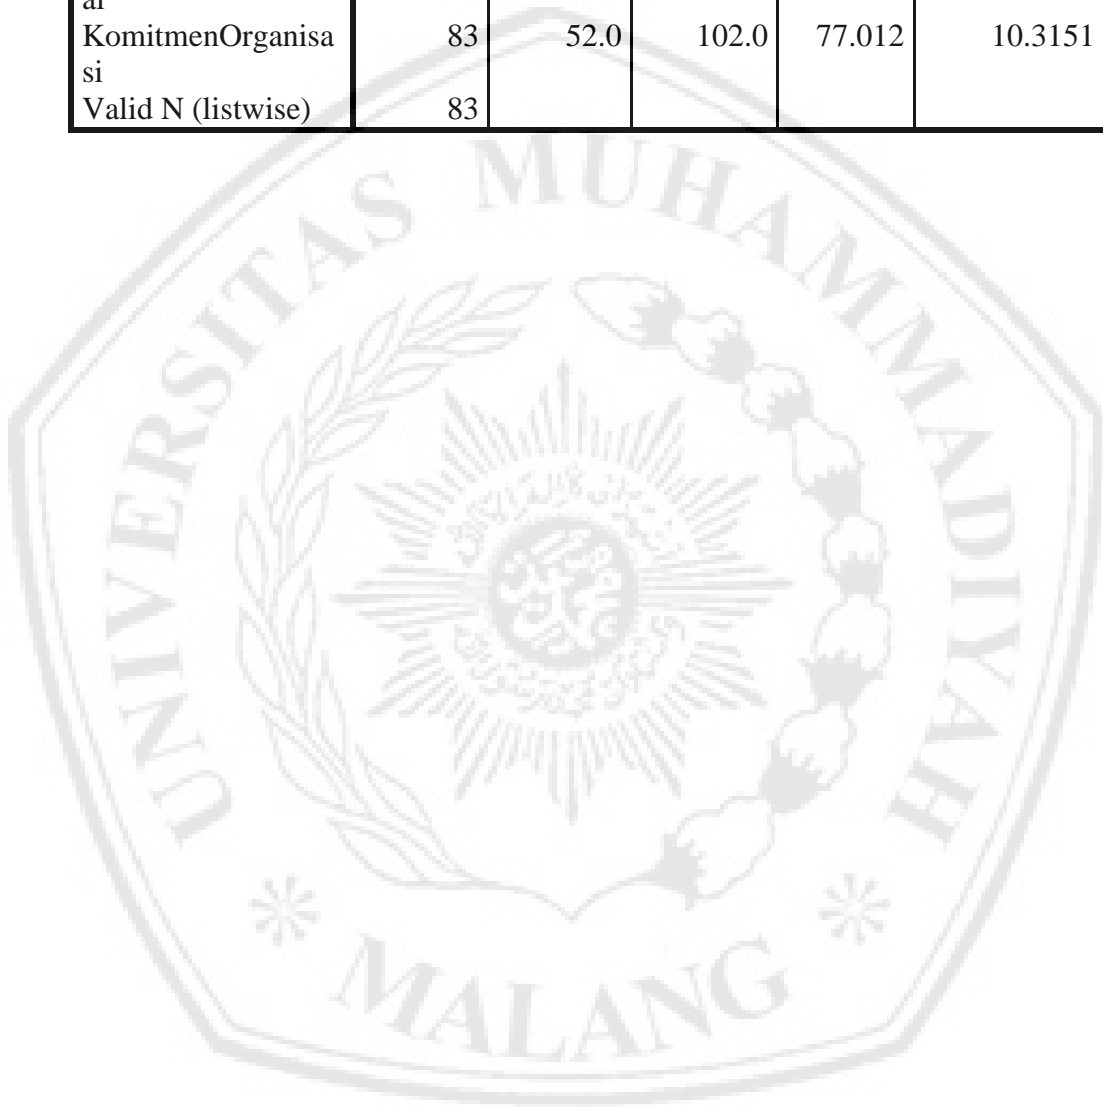 al
KomitmenOrganisa 83 52.0 102.0 77.012 10.3151
si
Valid N (listwise) 83
UNIVERSITAS MUHAMMADIYAH
MALANG